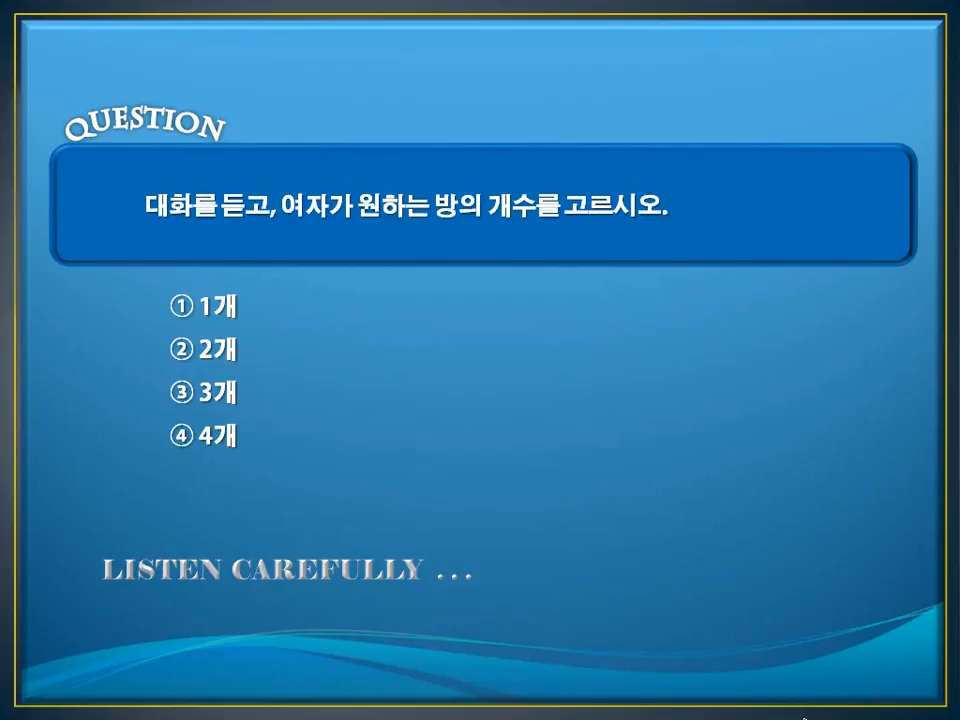 QUESTION
대화를 듣고, 여자가 원하는 방의 개수를 고르시오.
① 1개
② 2개
③ 3개
④ 4개
LISTEN CAREFULLY ...